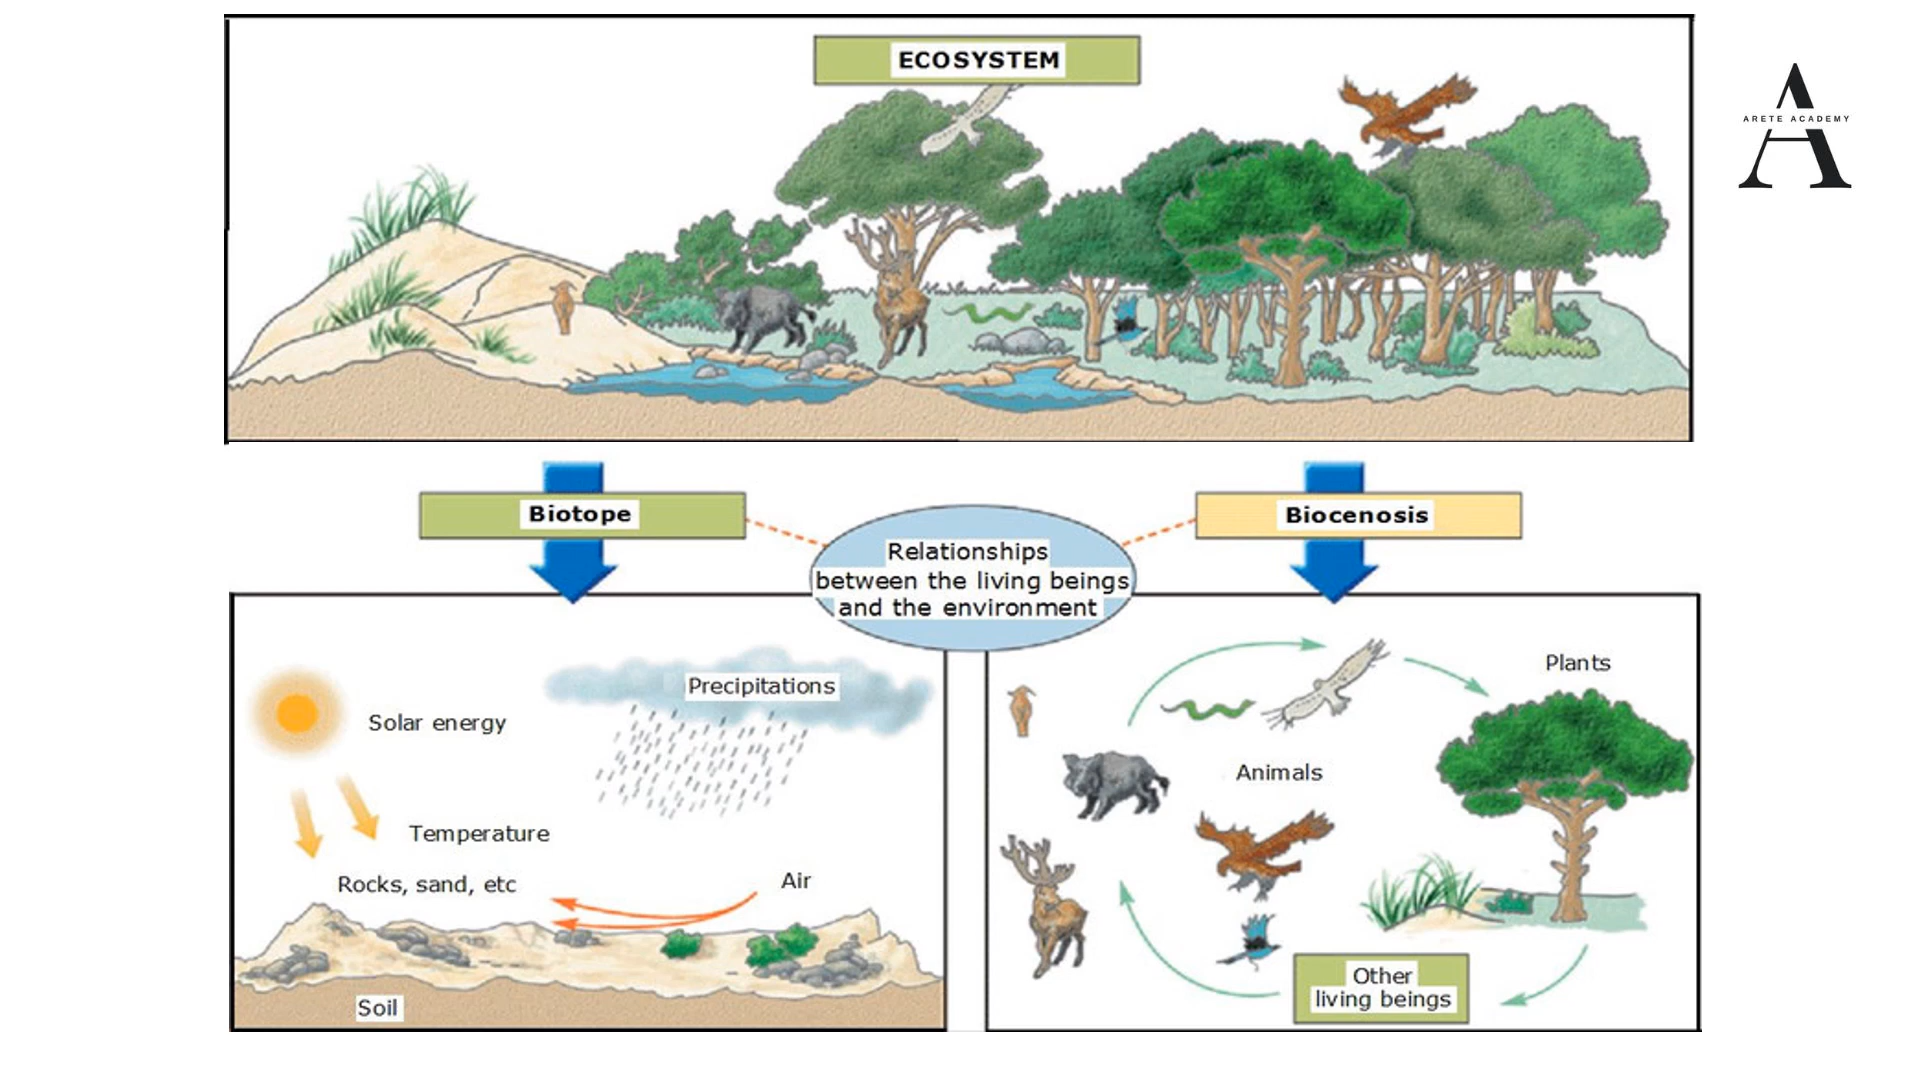 ECOSYSTEM
ARETE ACADEMY
Biotope
Biocenosis
Relationships
between the living beings
and the environment
Precipitations
Solar energy
Temperature
Rocks, sand, etc
Air
Soil
Plants
Animals
Other
living beings